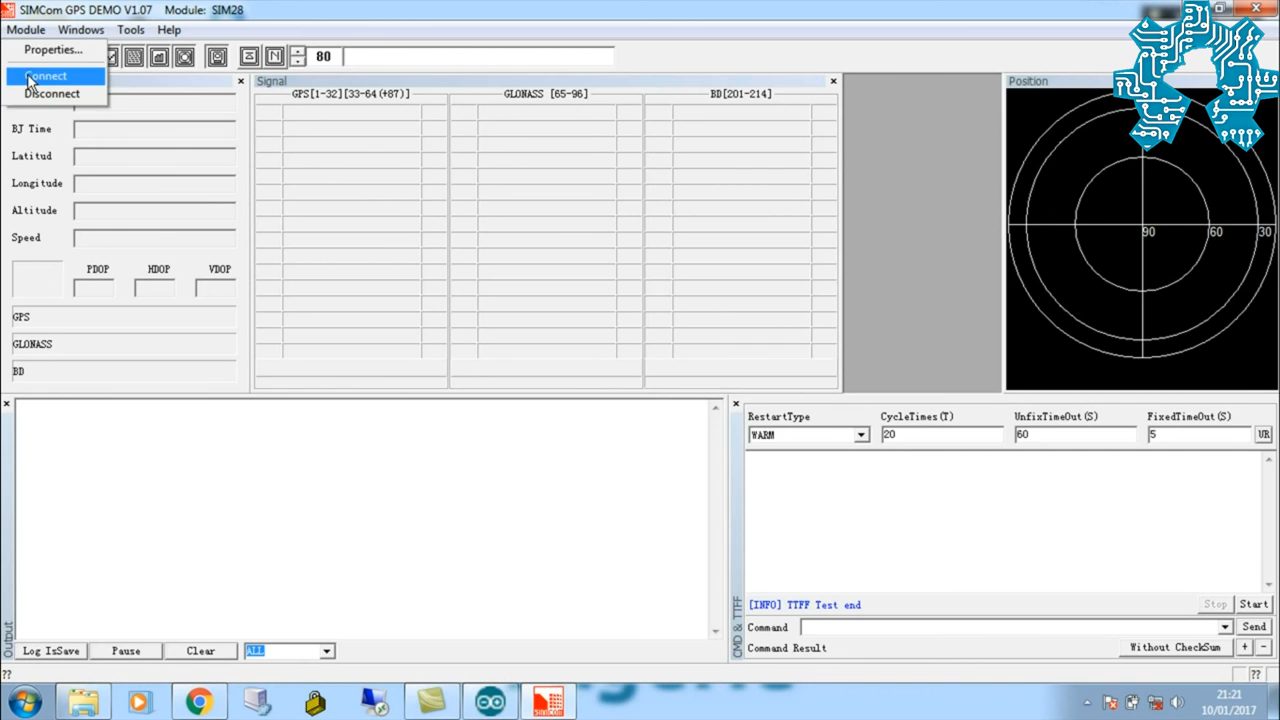 SIMCom GPS DEMO V1.07   Module:  SIM28
Module Windows Tools Help
Properties...
Connect
Disconnect
80
Signal
Position
GPS[1-32][33-64(+87)]
GLONASS [65-96]
BD[201-214]
BJ Time
Latitud
Longitude
Altitude
Speed
PDOP HDOP VDOP
GPS
GLONASS
BD
90 60 30
RestartType CycleTimes(T) UnfixTimeOut(S) FixedTimeOut(S)
WARM 20 60 5 UR
[INFO] TTFF Test end
Stop Start
Command Send
Command Result Without CheckSum + -
Output
CMD & TTFF
Log IsSave Pause Clear ALL
??
??
21:21
10/01/2017